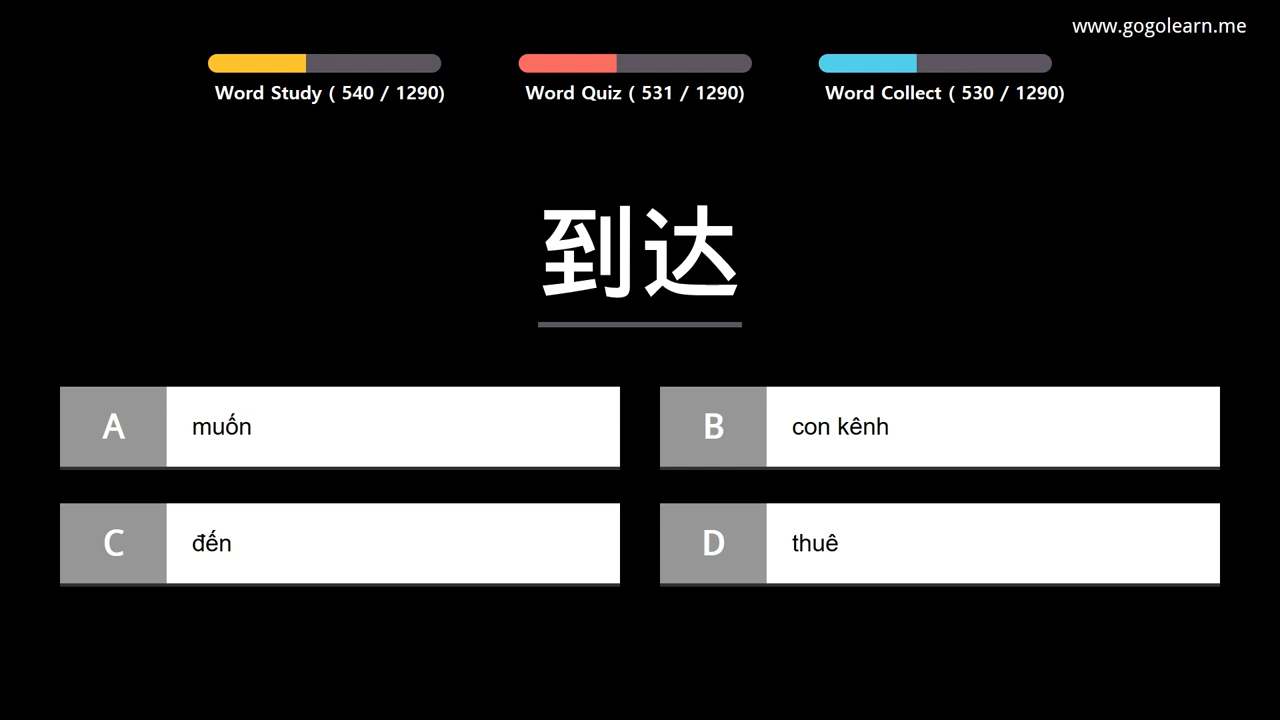 www.gogolearn.me
Word Study ( 540 / 1290)
Word Quiz ( 531 / 1290)
Word Collect ( 530 / 1290)
到达
A
muốn
B
con kênh
C
đến
D
thuê